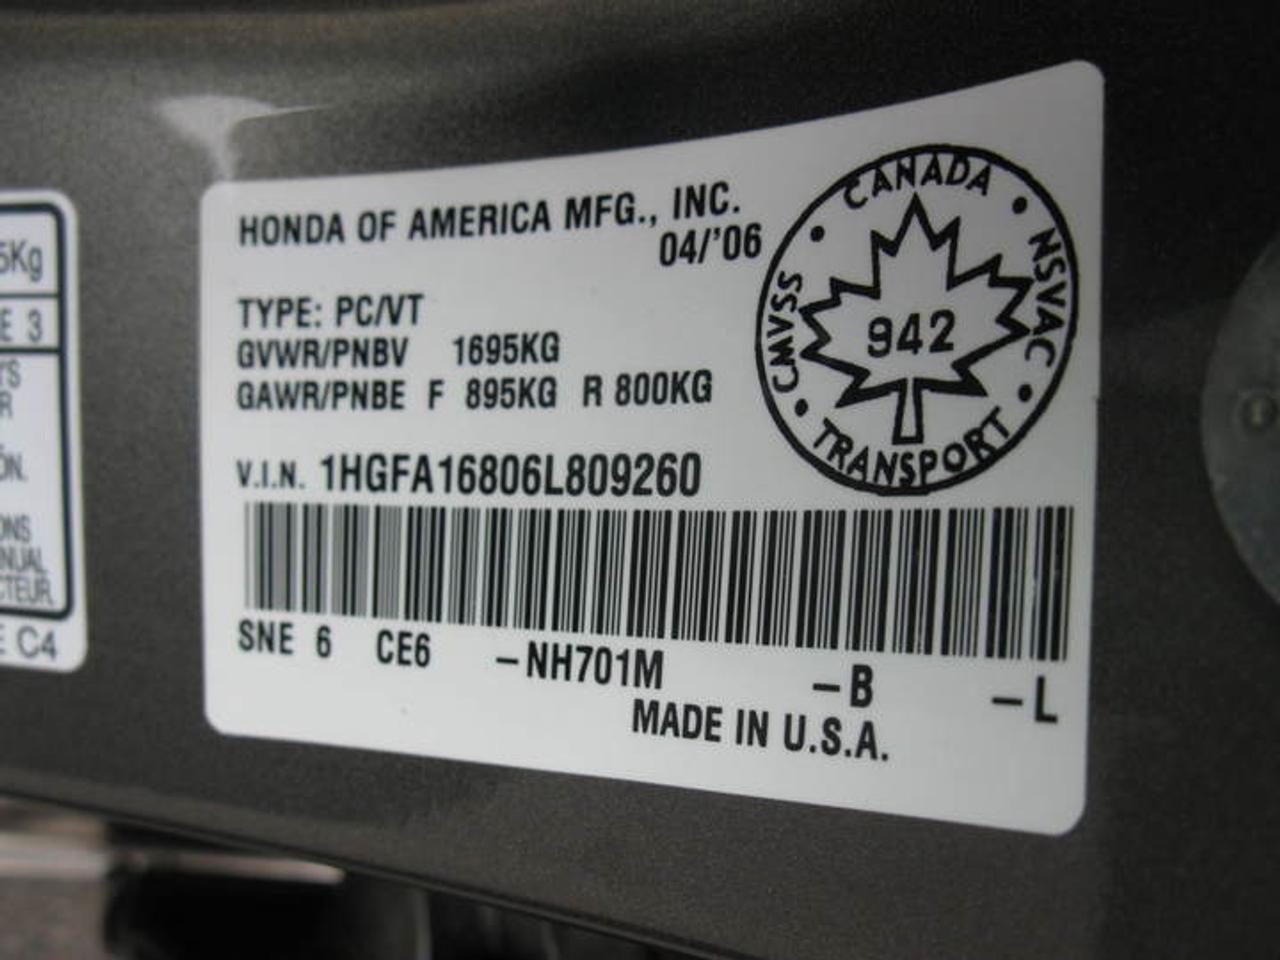 HONDA OF AMERICA MFG., INC.
04/'06
TYPE: PC/VT
GVWR/PNBV 1695KG
GAWR/PNBE F 895KG R 800KG
V.I.N. 1HGFA16806L809260
SNE 6 CE6 -NH701M -B -L
MADE IN U.S.A.
CANADA
NSVAC
TRANSPORT
CMVSS
942
5Kg
E 3
C4